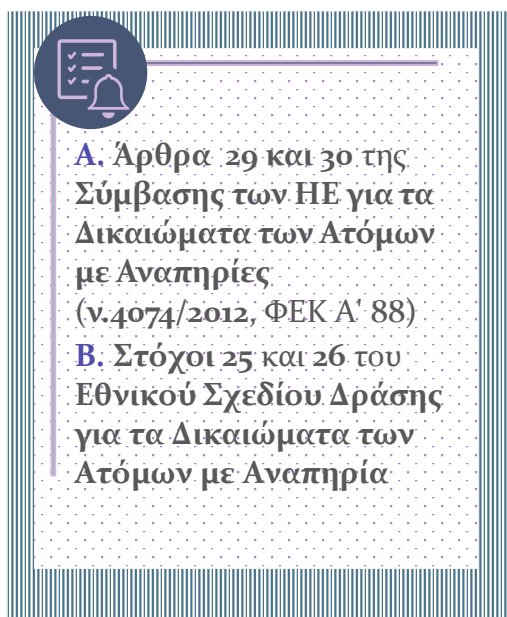 Α. Άρθρα 29 και 30 της
Σύμβασης των ΗΕ για τα
Δικαιώματα των Ατόμων
με Αναπηρίες
(ν.4074/2012, ΦΕΚ Α' 88)
Β. Στόχοι 25 και 26 του
Εθνικού Σχεδίου Δράσης
για τα Δικαιώματα των
Ατόμων με Αναπηρία